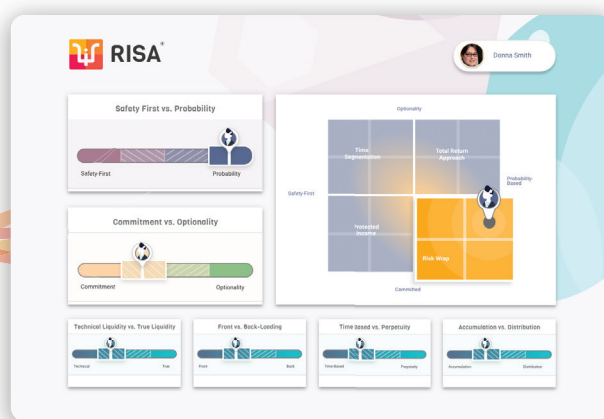 RISA®
Donna Smith
Safety First vs. Probability
Safety-First
Probability
Commitment vs. Optionality
Commitment
Optionality
Optionality
Time
Segmentation
Total Return
Approach
Safety-First
Probability-
Based
Protected
Income
Risk Wrap
Committed
Technical Liquidity vs. True Liquidity
Technical
True
Front vs. Back-Loading
Front
Back
Time Based vs. Perpetuity
Time-Based
Perpetuity
Accumulation vs. Distribution
Accumulation
Distribution